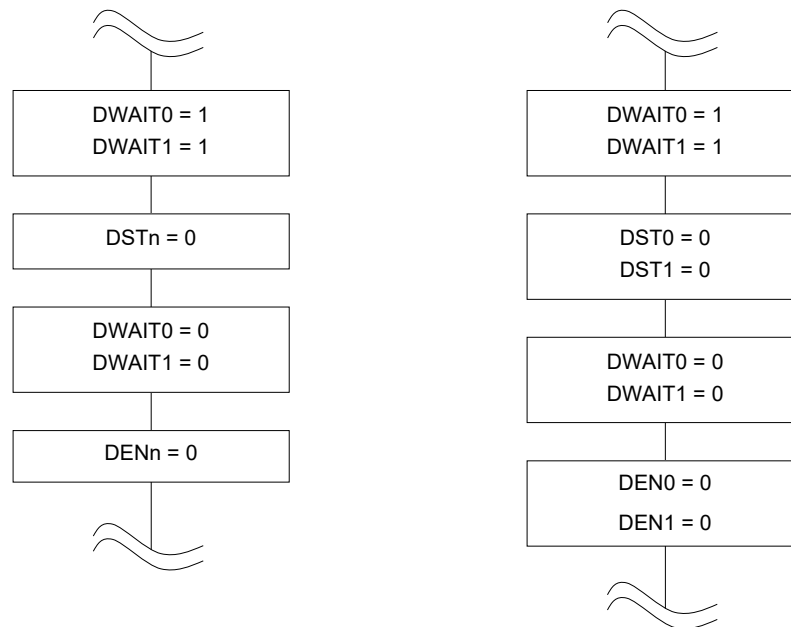 DWAIT0 = 1
DWAIT1 = 1
DSTn = 0
DWAIT0 = 0
DWAIT1 = 0
DENn = 0
DWAIT0 = 1
DWAIT1 = 1
DST0 = 0
DST1 = 0
DWAIT0 = 0
DWAIT1 = 0
DEN0 = 0
DEN1 = 0